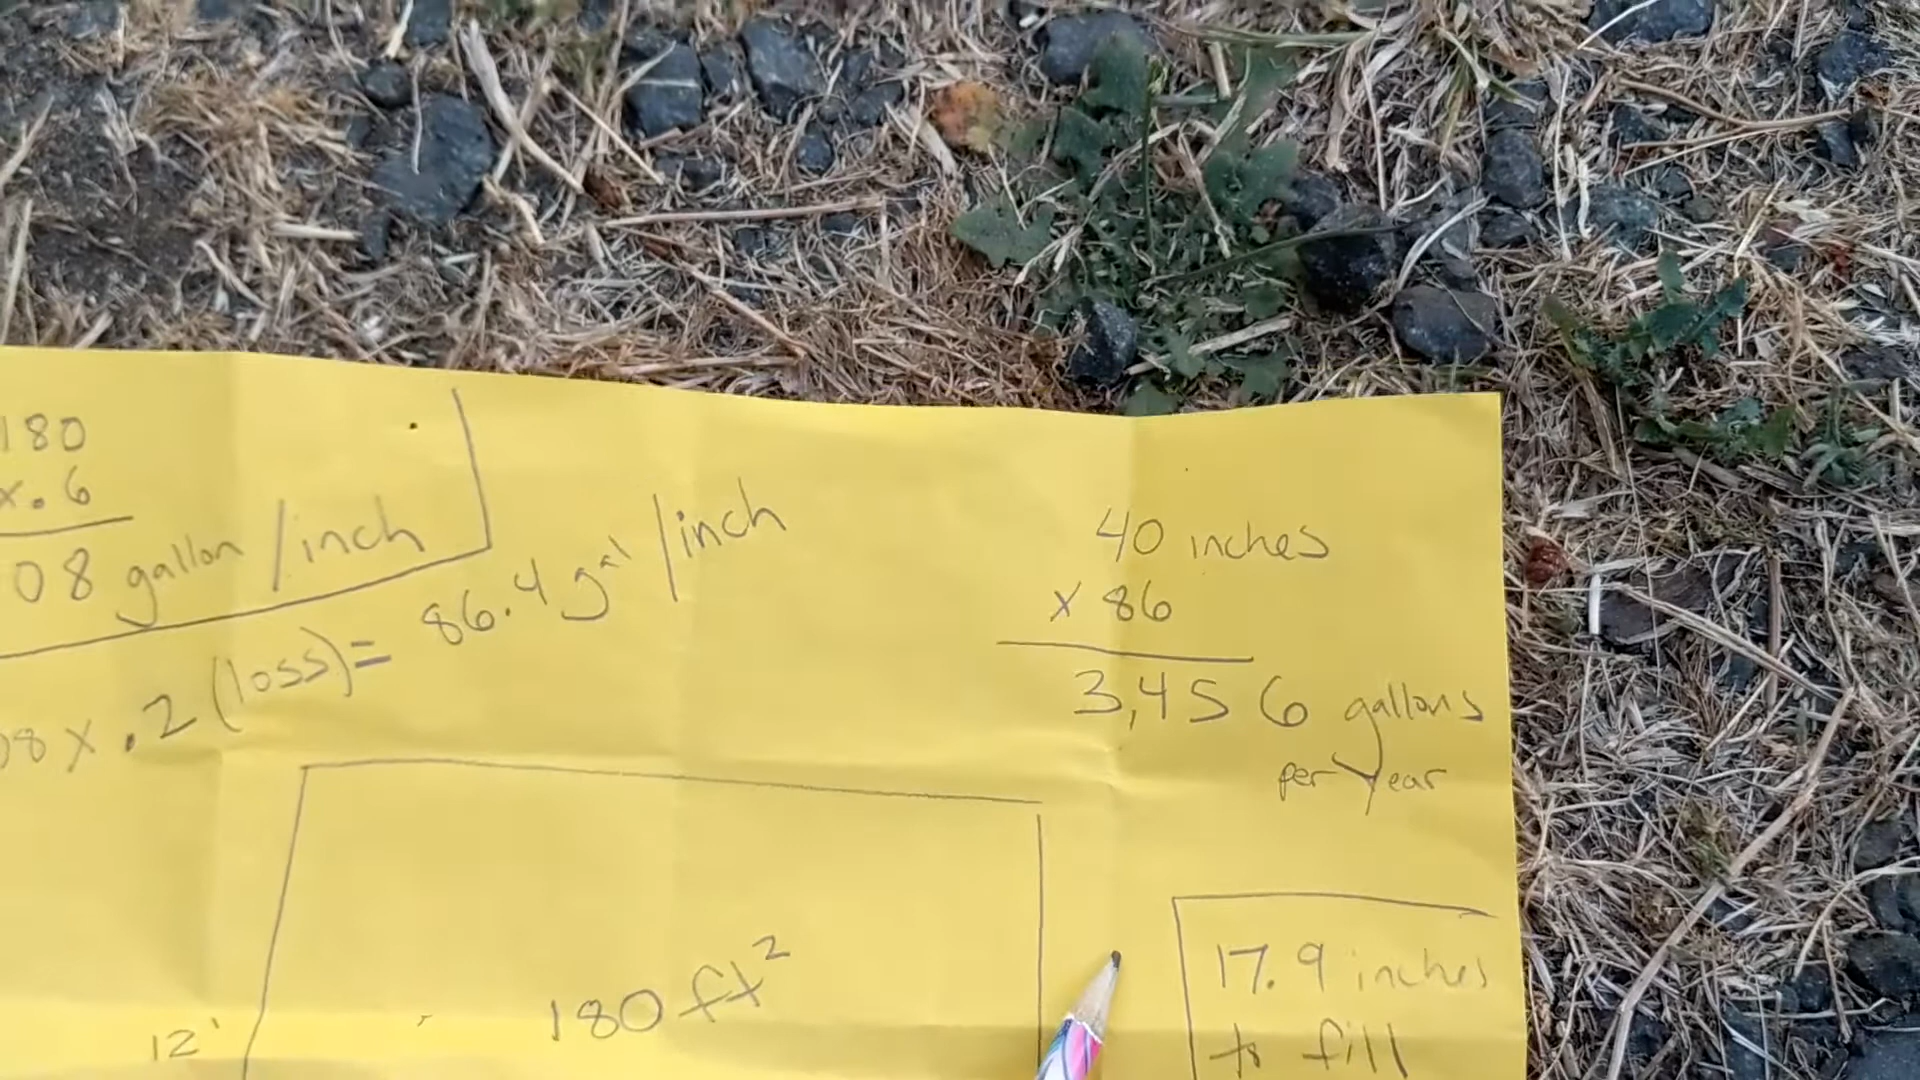 180
x.6
08 gallon/inch
08 x .2 (loss) = 86.4 gal/inch
40 inches
x 86
3,456 gallons
per year
180 ft²
12'
17.9 inches
to fill